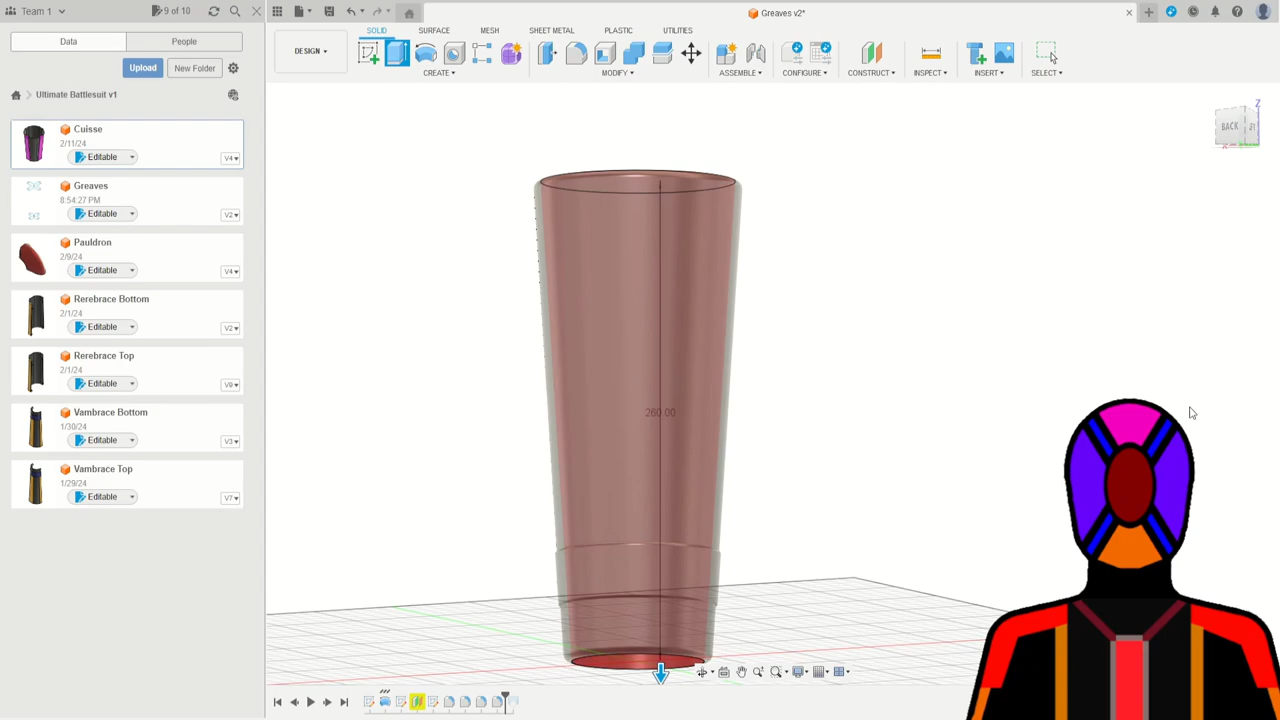 Team 1
9 of 10
Greaves v2*
Data
People
Upload
New Folder
Ultimate Battlesuit v1
Cuisse
2/11/24
Editable
V4
Greaves
8:54:27 PM
Editable
V2
Pauldron
2/9/24
Editable
V4
Rerebrace Bottom
2/1/24
Editable
V2
Rerebrace Top
2/1/24
Editable
V9
Vambrace Bottom
1/30/24
Editable
V3
Vambrace Top
1/29/24
Editable
V7
DESIGN
SOLID
SURFACE
MESH
SHEET METAL
PLASTIC
UTILITIES
CREATE
MODIFY
ASSEMBLE
CONFIGURE
CONSTRUCT
INSPECT
INSERT
SELECT
Z
BACK
260.00